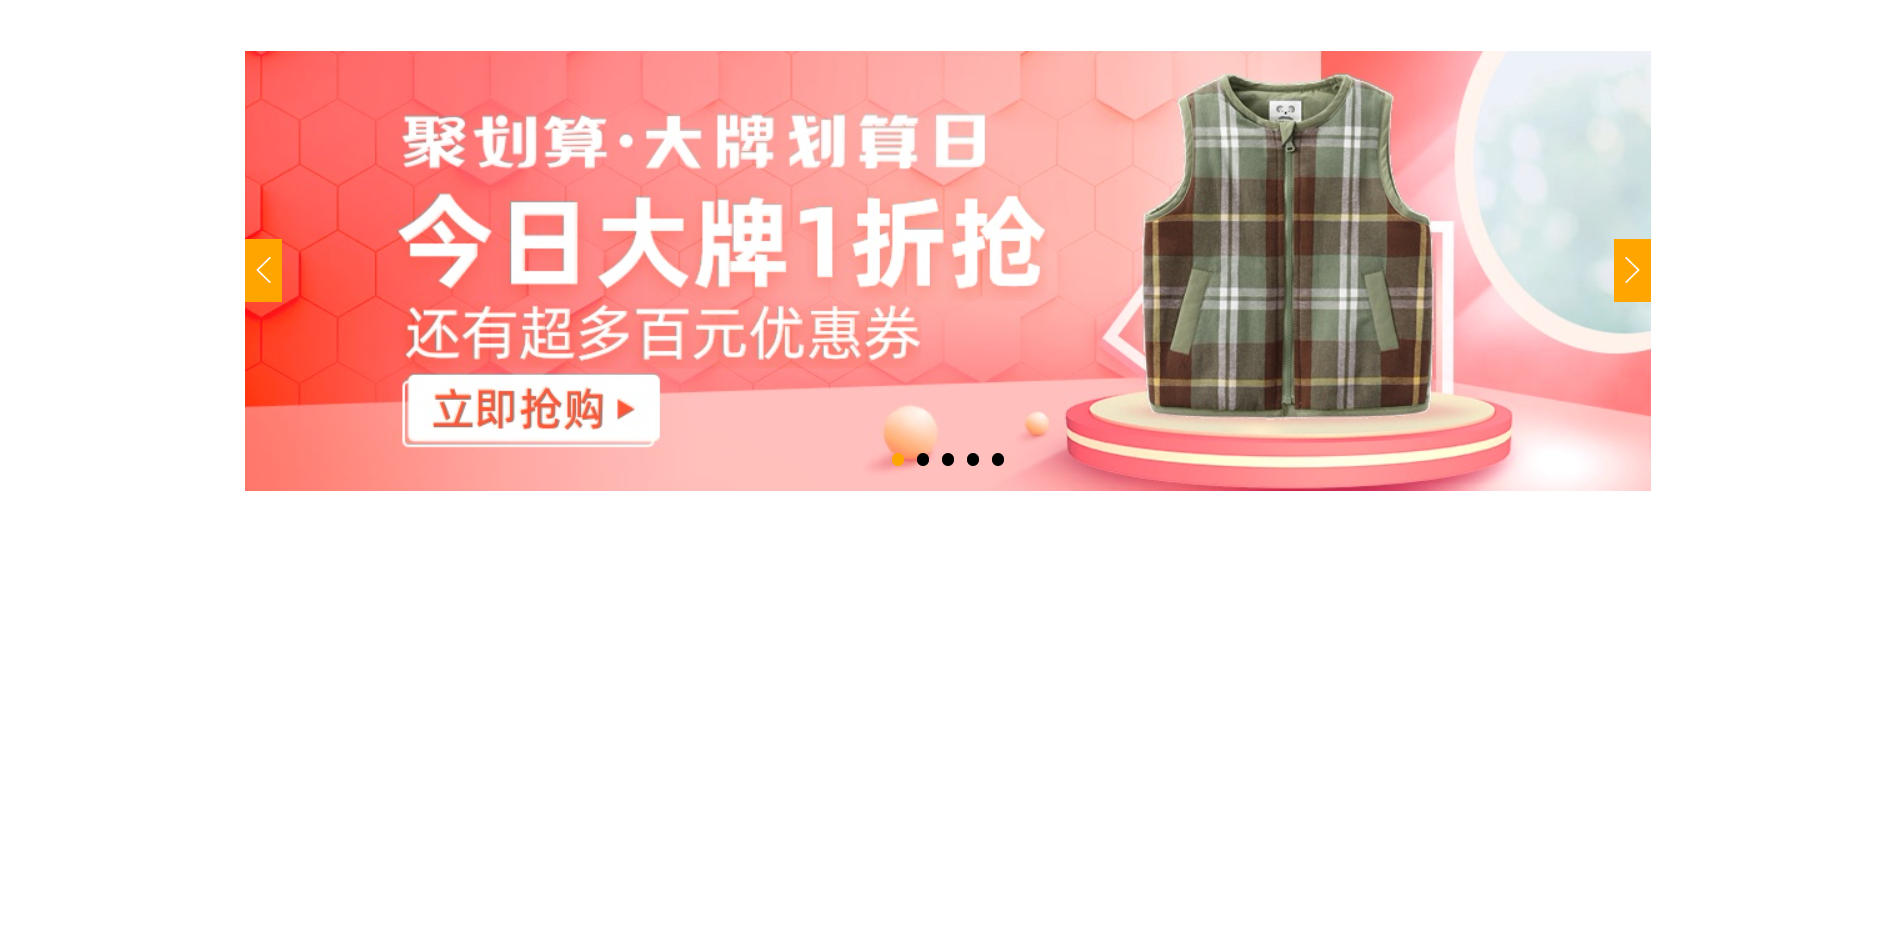 聚划算·大牌划算日
今日大牌1折抢
还有超多百元优惠券
立即抢购